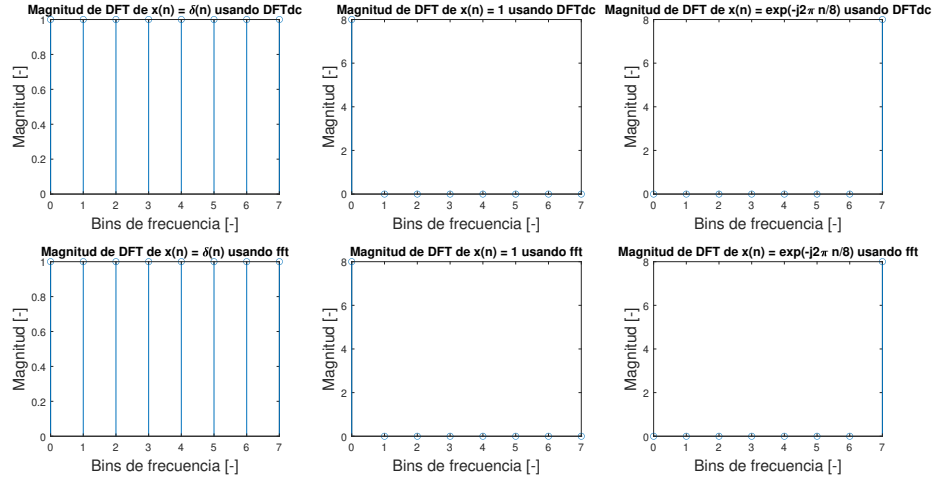 Magnitud de DFT de x(n) = δ(n) usando DFTdc
Magnitud [-]
1
0.8
0.6
0.4
0.2
0
0 1 2 3 4 5 6 7
Bins de frecuencia [-]
Magnitud de DFT de x(n) = 1 usando DFTdc
Magnitud [-]
8
6
4
2
0
0 1 2 3 4 5 6 7
Bins de frecuencia [-]
Magnitud de DFT de x(n) = exp(-j2π n/8) usando DFTdc
Magnitud [-]
8
6
4
2
0
0 1 2 3 4 5 6 7
Bins de frecuencia [-]
Magnitud de DFT de x(n) = δ(n) usando fft
Magnitud [-]
1
0.8
0.6
0.4
0.2
0
0 1 2 3 4 5 6 7
Bins de frecuencia [-]
Magnitud de DFT de x(n) = 1 usando fft
Magnitud [-]
8
6
4
2
0
0 1 2 3 4 5 6 7
Bins de frecuencia [-]
Magnitud de DFT de x(n) = exp(-j2π n/8) usando fft
Magnitud [-]
8
6
4
2
0
0 1 2 3 4 5 6 7
Bins de frecuencia [-]